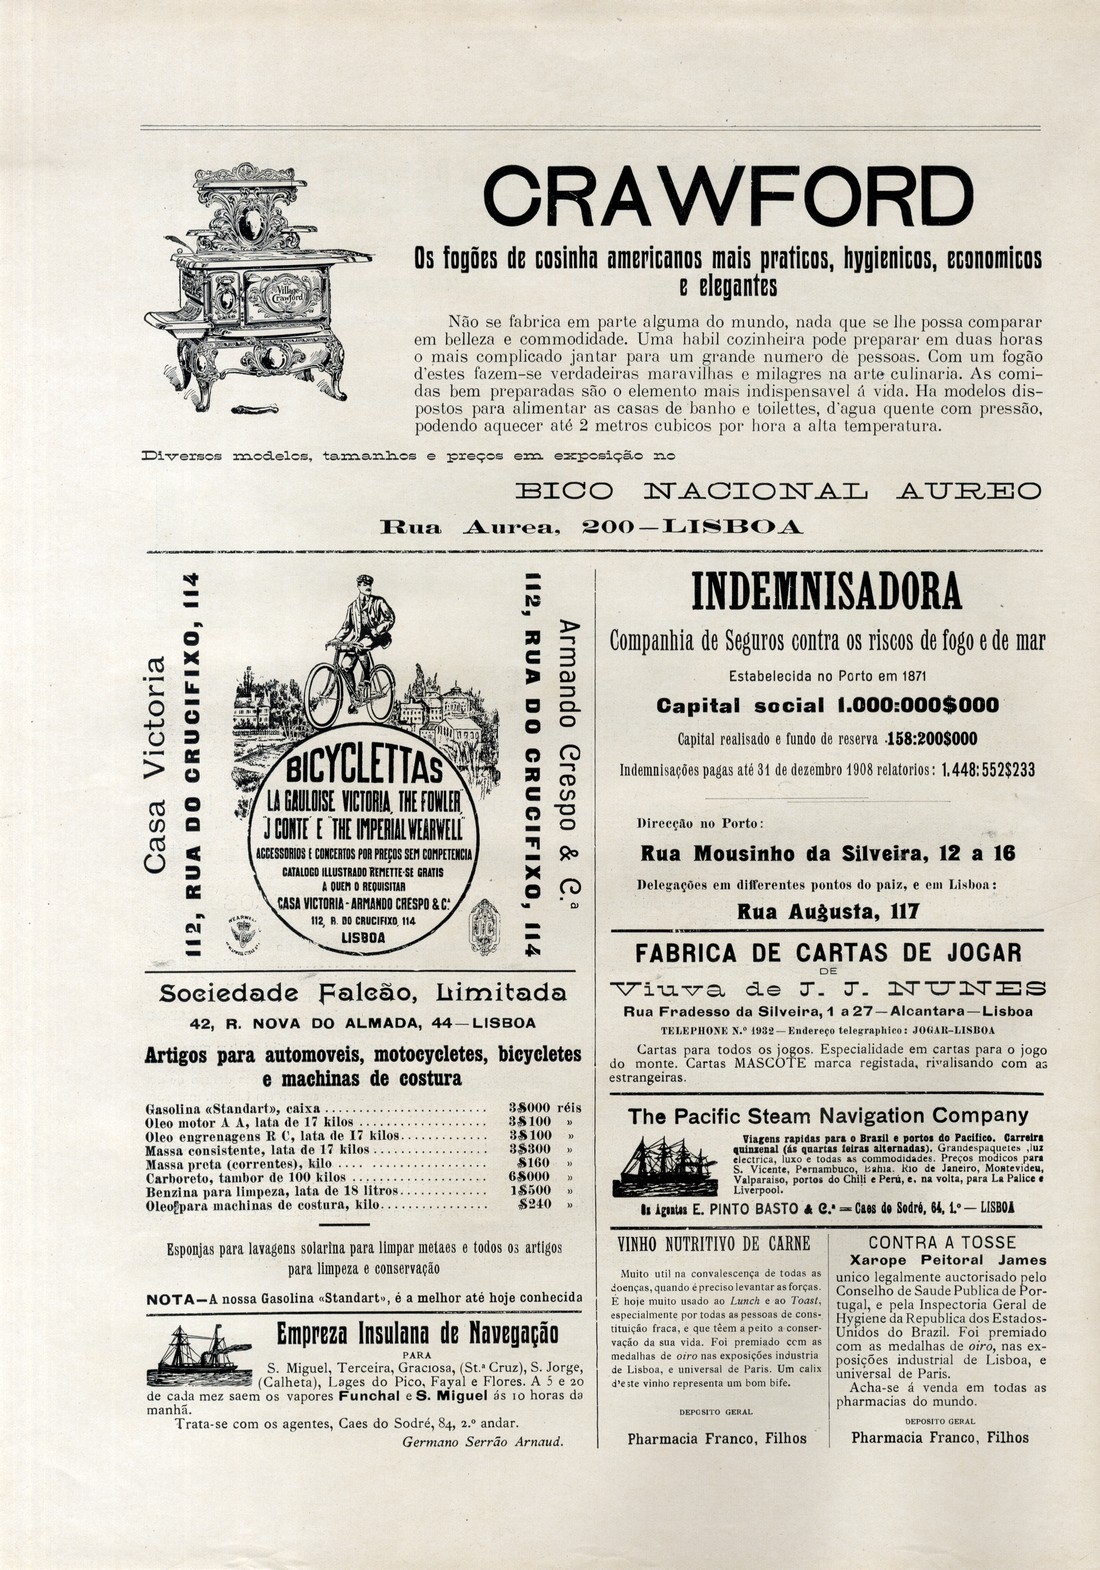 CRAWFORD
Os fogões de cosinha americanos mais praticos, hygienicos, economicos
e elegantes
Village
Crawford
Não se fabrica em parte alguma do mundo, nada que se lhe possa comparar
em belleza e commodidade. Uma habil cozinheira pode preparar em duas horas
o mais complicado jantar para um grande numero de pessoas. Com um fogão
d'estes fazem-se verdadeiras maravilhas e milagres na arte culinaria. As comi-
das bem preparadas são o elemento mais indispensavel á vida. Ha modelos dis-
postos para alimentar as casas de banho e toilettes, d'agua quente com pressão,
podendo aquecer até 2 metros cubicos por hora a alta temperatura.
Diversos modelos, tamanhos e preços em exposição no
BICO NACIONAL AUREO
Rua Aurea, 200—LISBOA
Casa Victoria
112, RUA DO CRUCIFIXO, 114
BICYCLETTAS
LA GAULOISE, VICTORIA, THE FOWLER
J CONTE E "THE IMPERIAL WEARWELL"
ACCESSORIOS E CONCERTOS POR PREÇOS SEM COMPETENCIA
CATALOGO ILLUSTRADO REMETTE-SE GRATIS
A QUEM O REQUISITAR
CASA VICTORIA-ARMANDO CRESPO & C.ª
112, R. DO CRUCIFIXO, 114
LISBOA
WEARWELL
112, RUA DO CRUCIFIXO, 114
Armando Crespo & C.ª
Sociedade Falcão, Limitada
42, R. NOVA DO ALMADA, 44—LISBOA
Artigos para automoveis, motocycletes, bicycletes
e machinas de costura
Gasolina «Standart», caixa ........................ 3$000 réis
Oleo motor A A, lata de 17 kilos ................... 3$100 »
Oleo engrenagens R C, lata de 17 kilos............. 3$100 »
Massa consistente, lata de 17 kilos ................. 3$300 »
Massa preta (correntes), kilo ...................... $160 »
Carboreto, tambor de 100 kilos .................... 6$000 »
Benzina para limpeza, lata de 18 litros............. 1$500 »
Oleo para machinas de costura, kilo................ $240 »
Esponjas para lavagens solarina para limpar metaes e todos os artigos
para limpeza e conservação
NOTA—A nossa Gasolina «Standart», é a melhor até hoje conhecida
Empreza Insulana de Navegação
PARA
S. Miguel, Terceira, Graciosa, (St.ª Cruz), S. Jorge,
(Calheta), Lages do Pico, Fayal e Flores. A 5 e 20
de cada mez saem os vapores Funchal e S. Miguel ás 10 horas da
manhã.
Trata-se com os agentes, Caes do Sodré, 84, 2.º andar.
Germano Serrão Arnaud.
INDEMNISADORA
Companhia de Seguros contra os riscos de fogo e de mar
Estabelecida no Porto em 1871
Capital social 1.000:000$000
Capital realisado e fundo de reserva .158:200$000
Indemnisações pagas até 31 de dezembro 1908 relatorios: 1.448:552$233
Direcção no Porto:
Rua Mousinho da Silveira, 12 a 16
Delegações em differentes pontos do paiz, e em Lisboa:
Rua Augusta, 117
FABRICA DE CARTAS DE JOGAR
DE
Viuva de J. J. NUNES
Rua Fradesso da Silveira, 1 a 27—Alcantara—Lisboa
TELEPHONE N.º 1932—Endereço telegraphico: JOGAR-LISBOA
Cartas para todos os jogos. Especialidade em cartas para o jogo
do monte. Cartas MASCOTE marca registada, rivalisando com as
estrangeiras.
The Pacific Steam Navigation Company
Viagens rapidas para o Brazil e portos do Pacifico. Carreira
quinzenal (ás quartas feiras alternadas). Grandes paquetes, luz
electrica, luxo e todas as commodidades. Preços modicos para
S. Vicente, Pernambuco, Bahia. Rio de Janeiro, Montevideu,
Valparaiso, portos do Chili e Perú, e, na volta, para La Palice e
Liverpool.
Os Agentes E. PINTO BASTO & C.ª — Caes do Sodré, 64, 1.º — LISBOA
VINHO NUTRITIVO DE CARNE
Muito util na convalescença de todas as
doenças, quando é preciso levantar as forças.
E hoje muito usado ao Lunch e ao Toast,
especialmente por todas as pessoas de cons-
tituição fraca, e que têem a peito a conser-
vação da sua vida. Foi premiado com as
medalhas de oiro nas exposições industria
de Lisboa, e universal de Paris. Um calix
d'este vinho representa um bom bife.
DEPOSITO GERAL
Pharmacia Franco, Filhos
CONTRA A TOSSE
Xarope Peitoral James
unico legalmente auctorisado pelo
Conselho de Saude Publica de Por-
tugal, e pela Inspectoria Geral de
Hygiene da Republica dos Estados-
Unidos do Brazil. Foi premiado
com as medalhas de oiro, nas ex-
posições industrial de Lisboa, e
universal de Paris.
Acha-se á venda em todas as
pharmacias do mundo.
DEPOSITO GERAL
Pharmacia Franco, Filhos